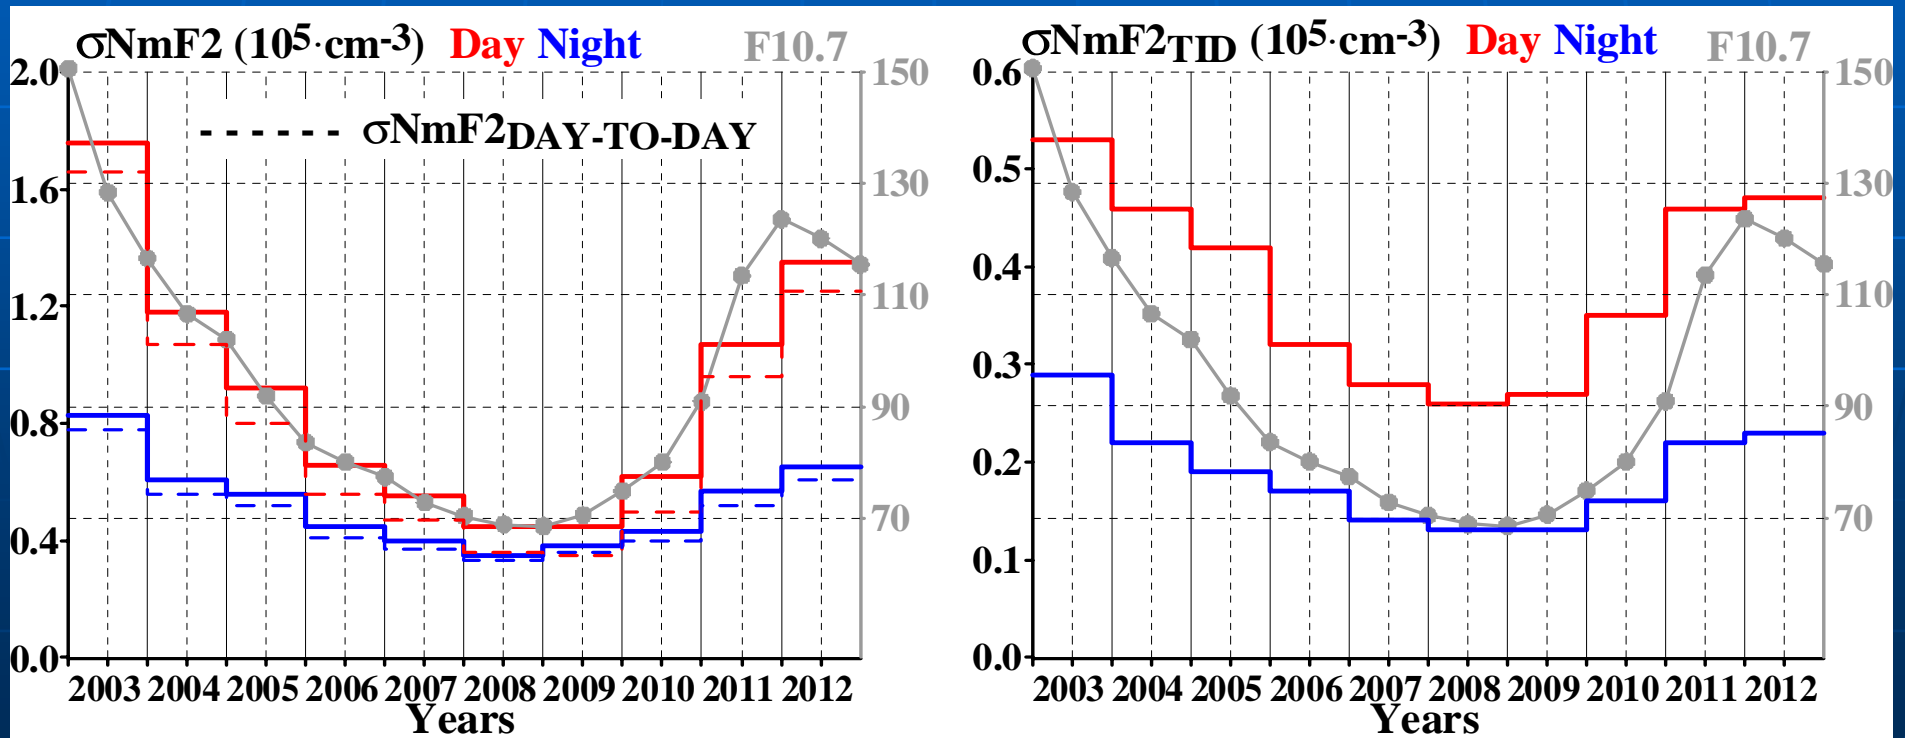 σNmF2 (10⁵·cm⁻³) Day Night F10.7
2.0 150
σNmF2DAY-TO-DAY
1.6 130
1.2 110
0.8 90
0.4 70
0.0
2003 2004 2005 2006 2007 2008 2009 2010 2011 2012
Years
σNmF2TID (10⁵·cm⁻³) Day Night F10.7
0.6 150
0.5 130
0.4 110
0.3 90
0.2 70
0.1
0.0
2003 2004 2005 2006 2007 2008 2009 2010 2011 2012
Years